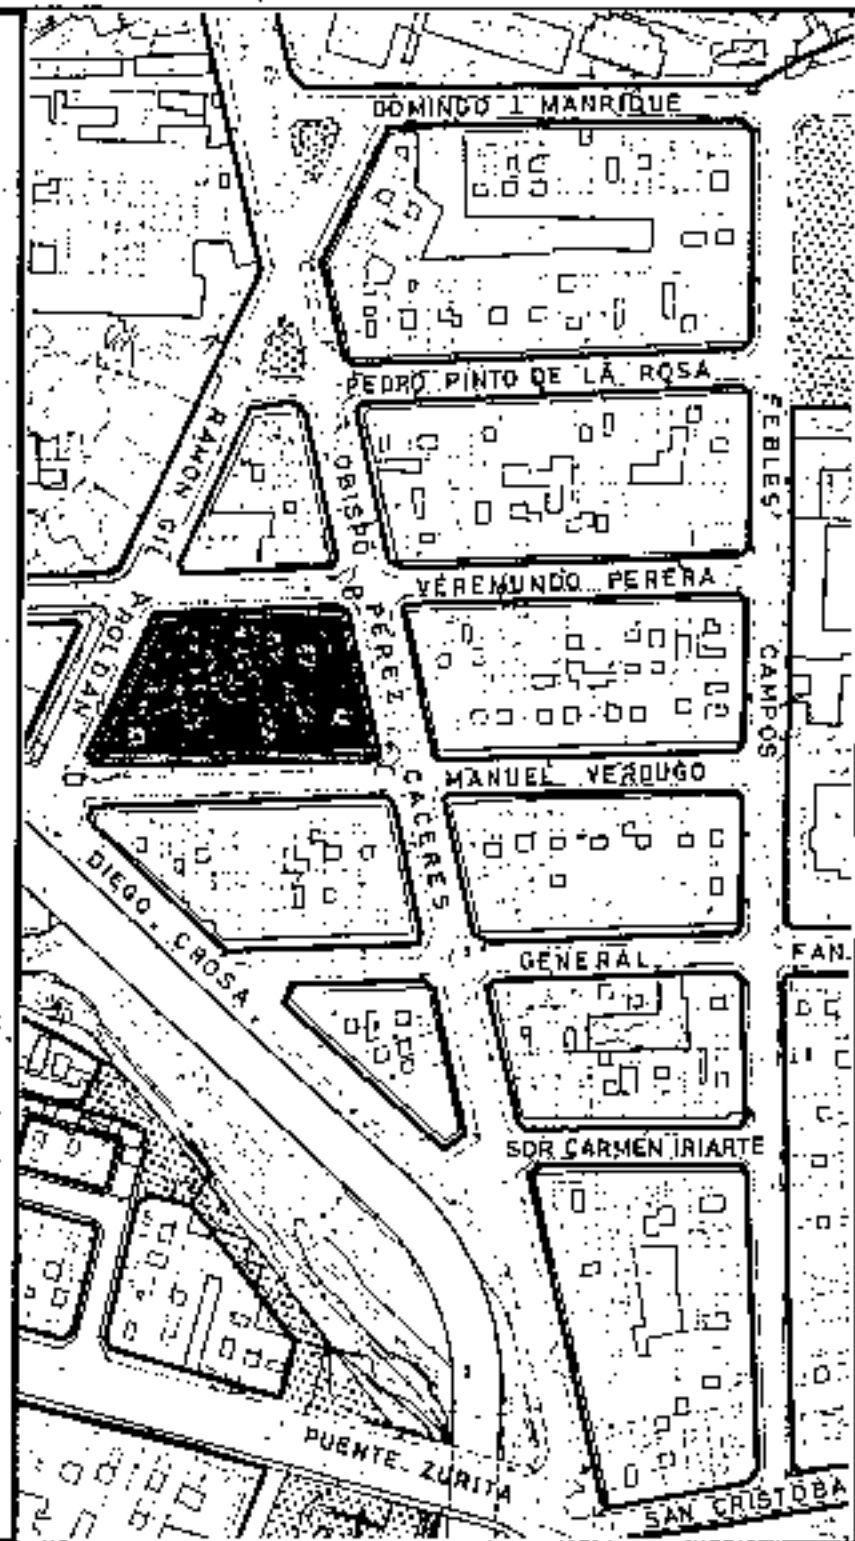 DOMINGO J MANRIQUE
PEDRO PINTO DE LA ROSA
RAMON GIL
ROLDAN
OBISPO
PEREZ
CACERES
FEBLES
CAMPOS
VEREMUNDO PERERA
MANUEL VERDUGO
DIEGO CROSA
GENERAL
FAN
SOR CARMEN IRIARTE
PUENTE ZURITA
SAN CRISTOBA